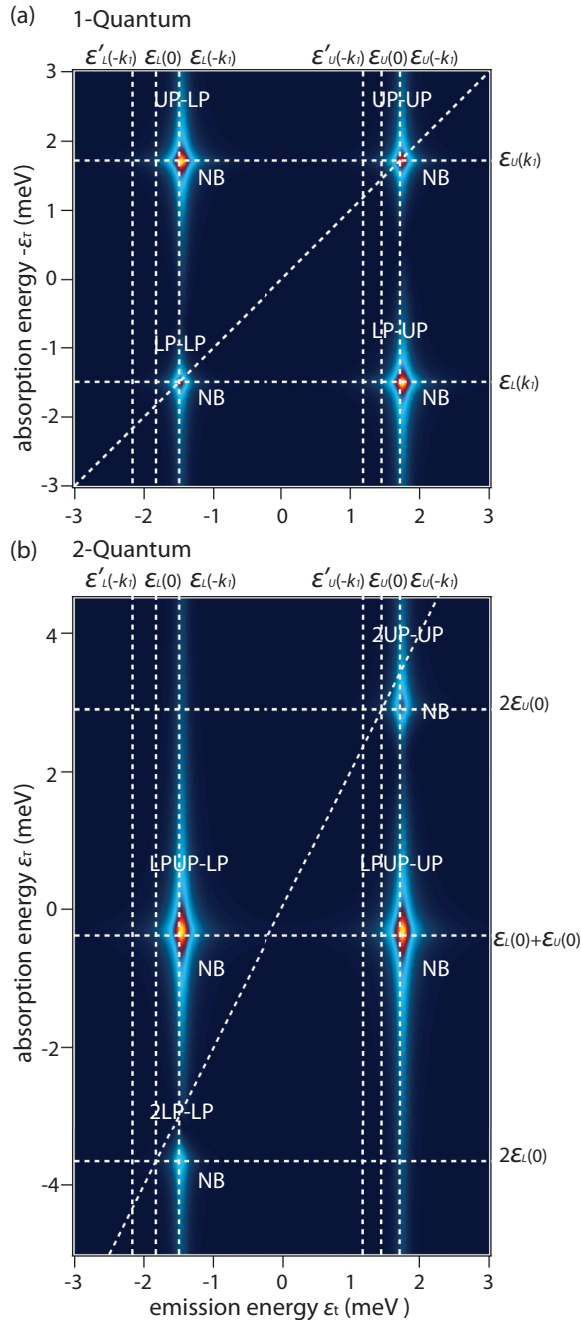 (a) 1-Quantum
ε'L(-k1) εL(0) εL(-k1) ε'U(-k1) εU(0) εU(-k1)
3
UP-LP UP-UP
2
εU(k1)
NB NB
1
absorption energy -ετ (meV)
0
LP-LP LP-UP
-1
εL(k1)
NB NB
-2
-3
-3 -2 -1 0 1 2 3
(b) 2-Quantum
ε'L(-k1) εL(0) εL(-k1) ε'U(-k1) εU(0) εU(-k1)
4
2UP-UP
2εU(0)
NB
2
LPUP-LP LPUP-UP
0
εL(0)+εU(0)
NB NB
absorption energy ετ (meV)
-2
2LP-LP
2εL(0)
NB
-4
-3 -2 -1 0 1 2 3
emission energy εt (meV)